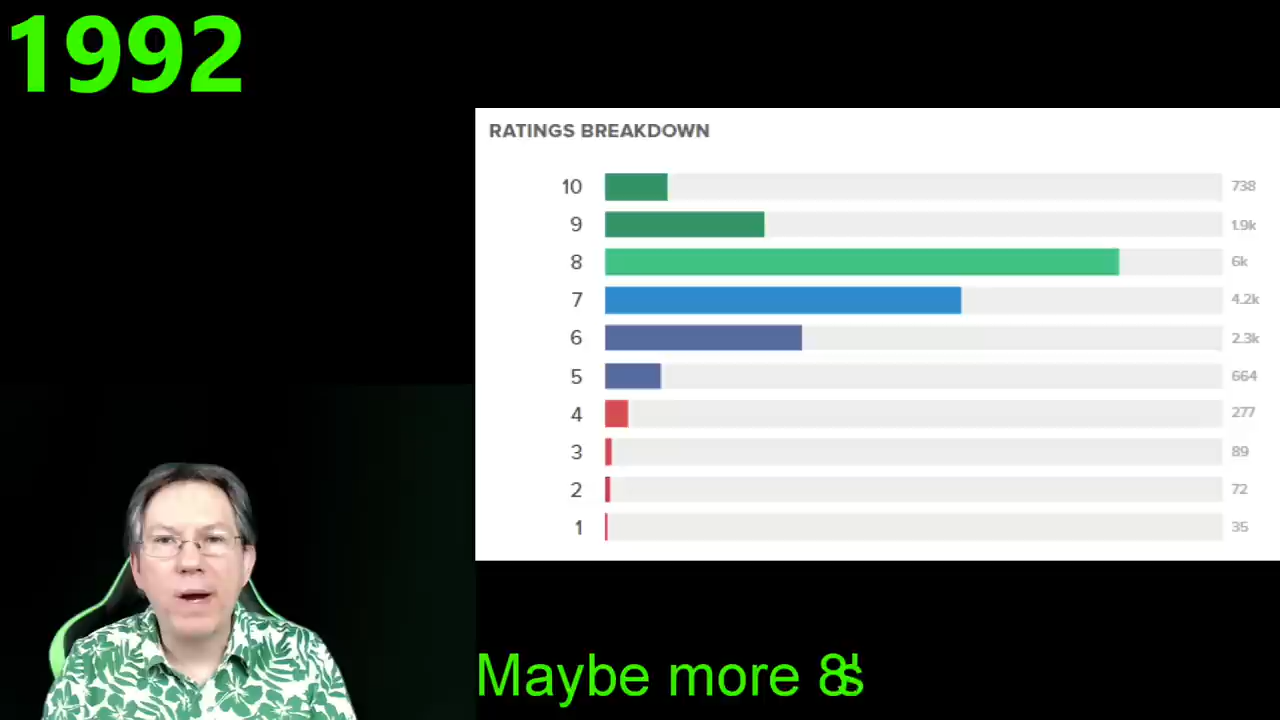 1992
RATINGS BREAKDOWN
10 738
9 1.9k
8 6k
7 4.2k
6 2.3k
5 664
4 277
3 89
2 72
1 35
Maybe more 8's